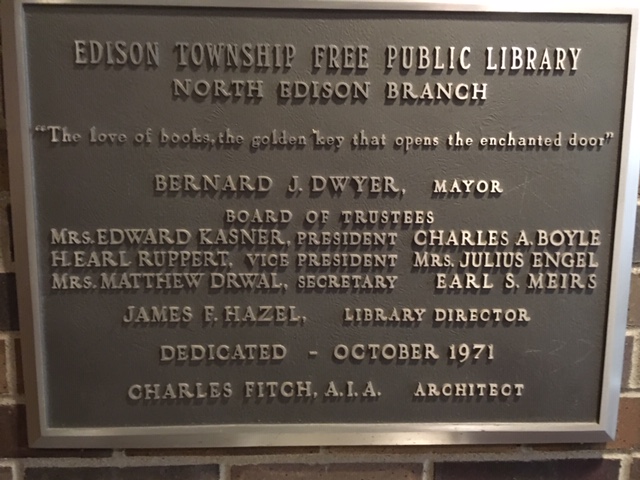 EDISON TOWNSHIP FREE PUBLIC LIBRARY
NORTH EDISON BRANCH
"The love of books, the golden key that opens the enchanted door"
BERNARD J. DWYER, MAYOR
BOARD OF TRUSTEES
MRS. EDWARD KASNER, PRESIDENT CHARLES A. BOYLE
H. EARL RUPPERT, VICE PRESIDENT MRS. JULIUS ENGEL
MRS. MATTHEW DRWAL, SECRETARY EARL S. MEIRS
JAMES F. HAZEL, LIBRARY DIRECTOR
DEDICATED - OCTOBER 1971
CHARLES FITCH, A.I.A. ARCHITECT